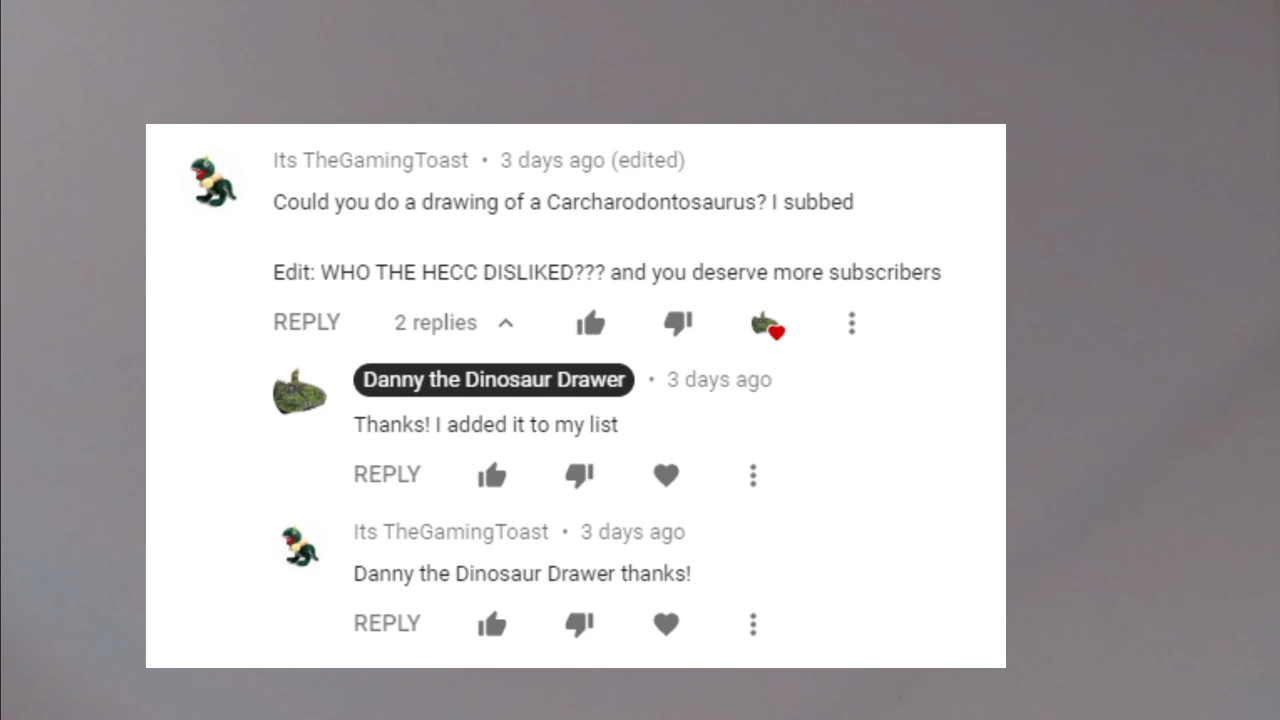 Its TheGamingToast • 3 days ago (edited)
Could you do a drawing of a Carcharodontosaurus? I subbed
Edit: WHO THE HECC DISLIKED??? and you deserve more subscribers
REPLY 2 replies
Danny the Dinosaur Drawer • 3 days ago
Thanks! I added it to my list
REPLY
Its TheGamingToast • 3 days ago
Danny the Dinosaur Drawer thanks!
REPLY